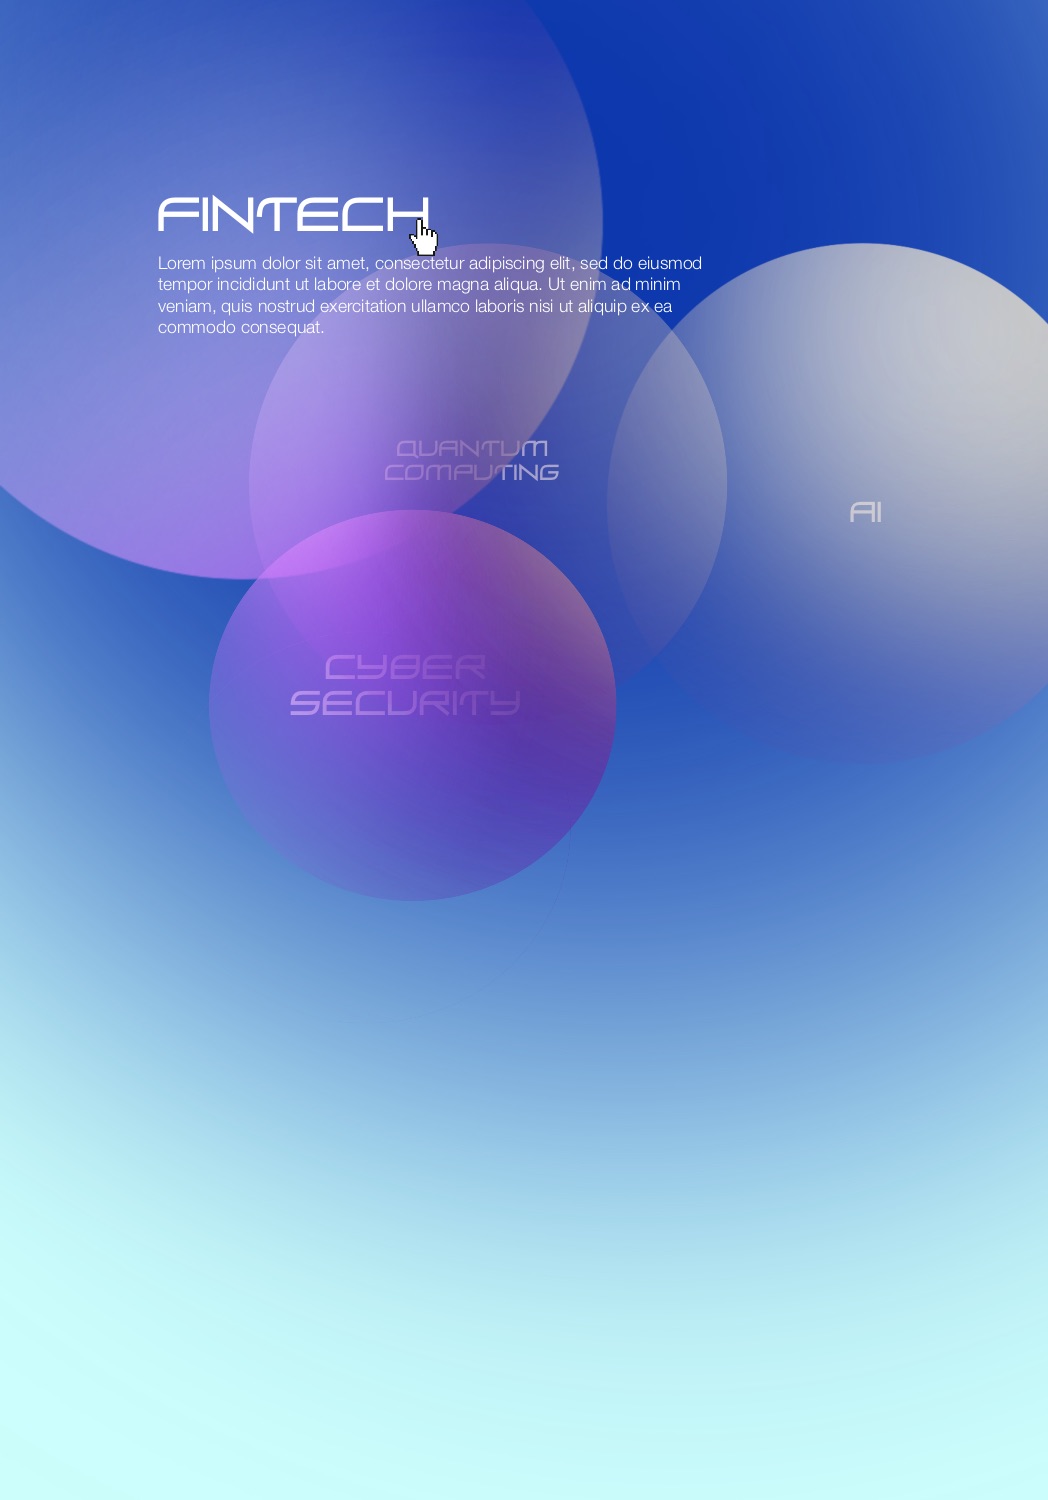 FINTECH
Lorem ipsum dolor sit amet, consectetur adipiscing elit, sed do eiusmod
tempor incididunt ut labore et dolore magna aliqua. Ut enim ad minim
veniam, quis nostrud exercitation ullamco laboris nisi ut aliquip ex ea
commodo consequat.
QUANTUM
COMPUTING
AI
CYBER
SECURITY